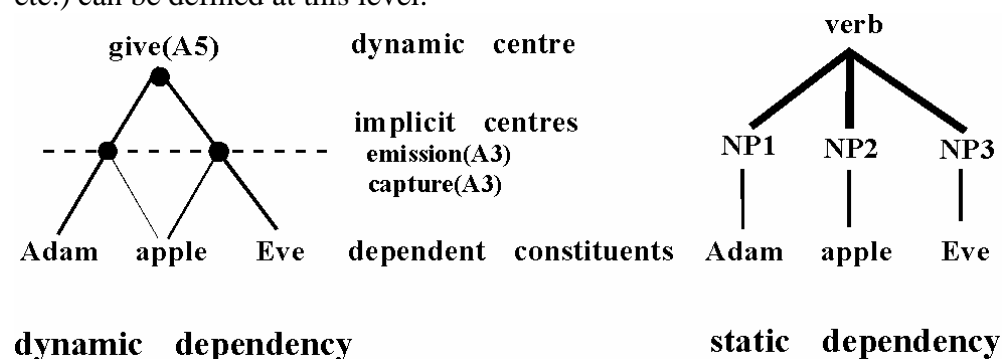 etc.) can be defined at this level.
give(A5)
dynamic centre
verb
implicit centres
emission(A3)
capture(A3)
NP1 NP2 NP3
Adam apple Eve
dependent constituents
Adam apple Eve
dynamic dependency
static dependency